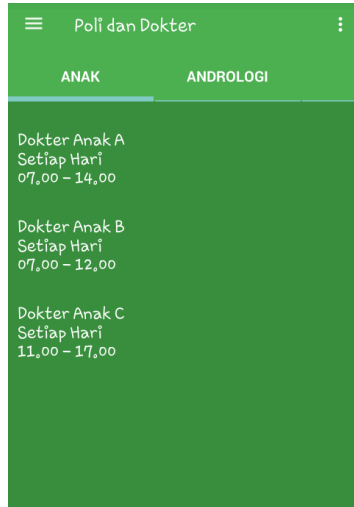 Poli dan Dokter
ANAK
ANDROLOGI
Dokter Anak A
Setiap Hari
07.00 - 14.00
Dokter Anak B
Setiap Hari
07.00 - 12.00
Dokter Anak C
Setiap Hari
11.00 - 17.00